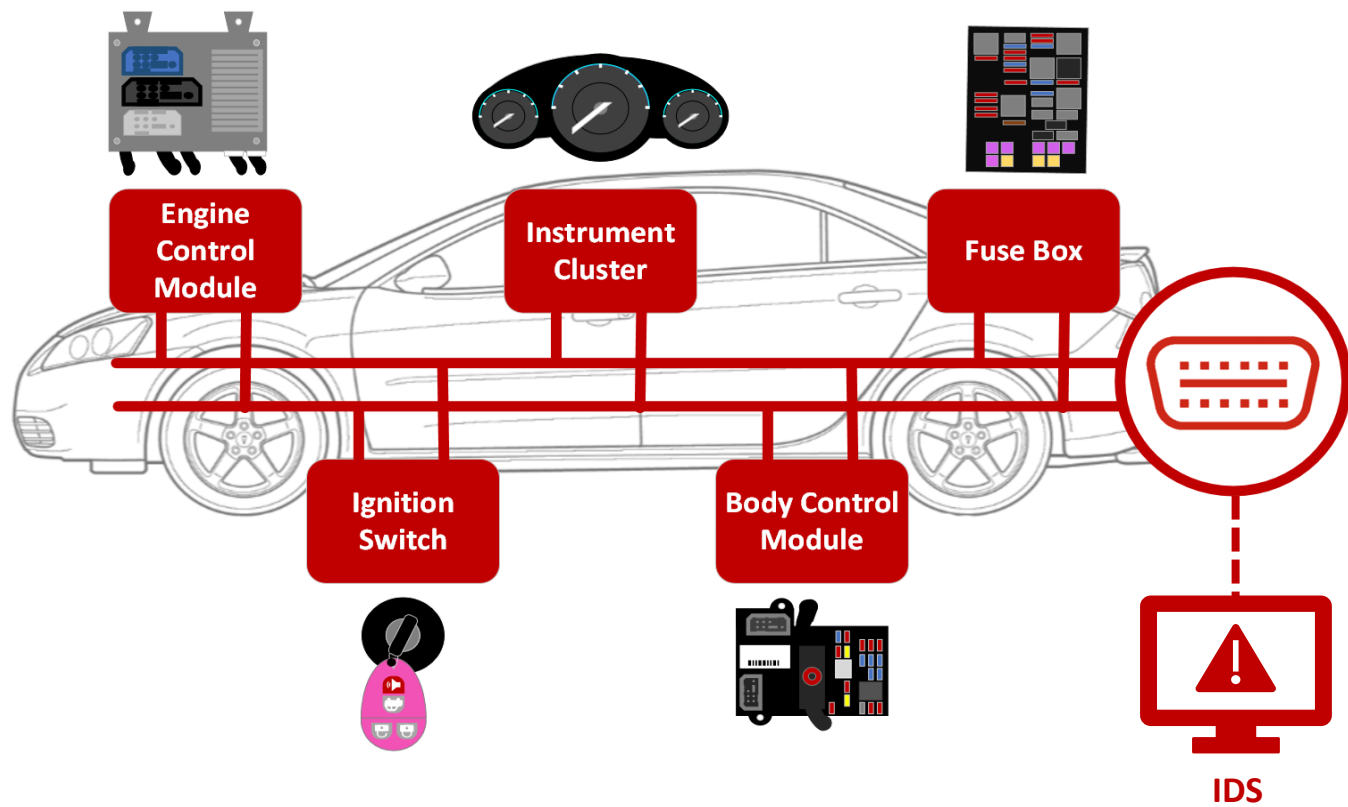 Engine
Control
Module
Instrument
Cluster
Fuse Box
Ignition
Switch
Body Control
Module
IDS